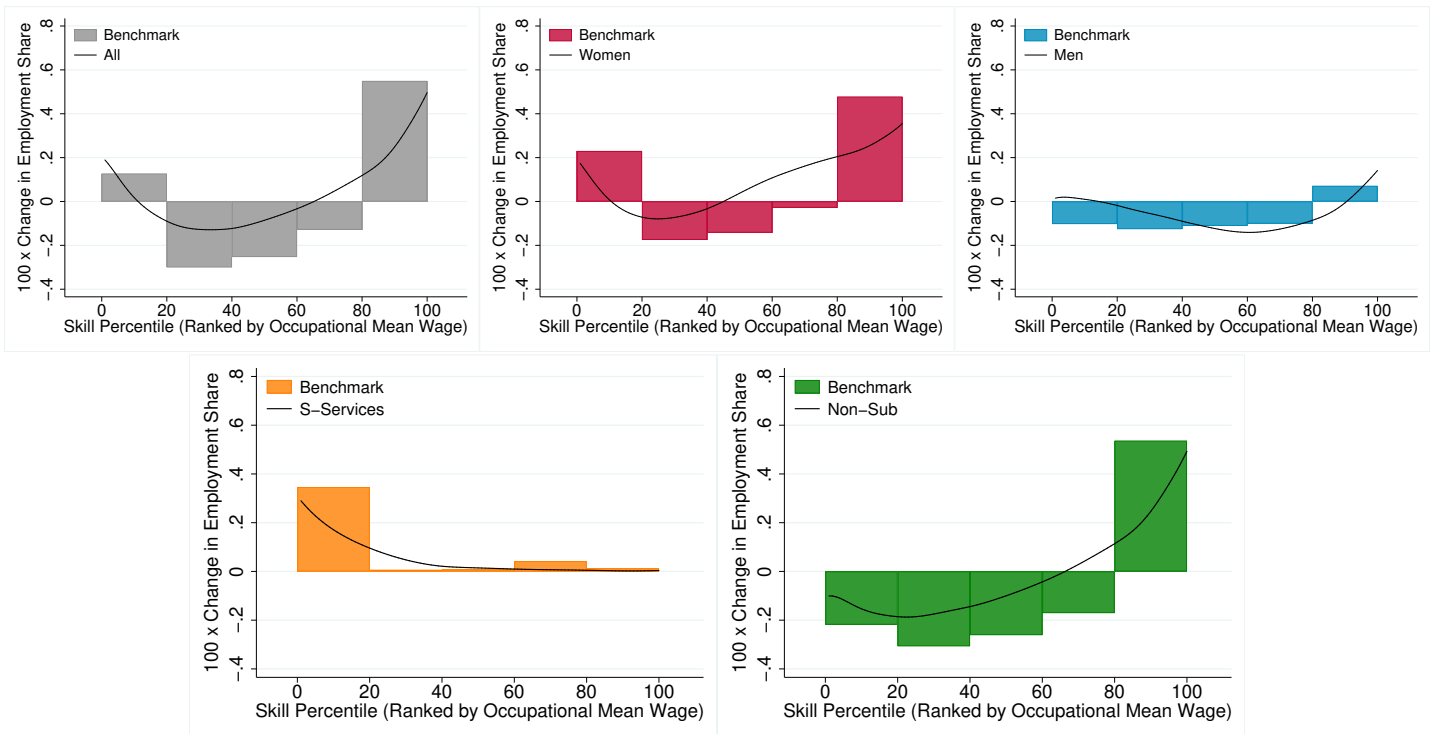 Benchmark
All
100 x Change in Employment Share
.8
.6
.4
.2
0
−.2
−.4
0 20 40 60 80 100
Skill Percentile (Ranked by Occupational Mean Wage)
Benchmark
Women
100 x Change in Employment Share
.8
.6
.4
.2
0
−.2
−.4
0 20 40 60 80 100
Skill Percentile (Ranked by Occupational Mean Wage)
Benchmark
Men
100 x Change in Employment Share
.8
.6
.4
.2
0
−.2
−.4
0 20 40 60 80 100
Skill Percentile (Ranked by Occupational Mean Wage)
Benchmark
S−Services
100 x Change in Employment Share
.8
.6
.4
.2
0
−.2
−.4
0 20 40 60 80 100
Skill Percentile (Ranked by Occupational Mean Wage)
Benchmark
Non−Sub
100 x Change in Employment Share
.8
.6
.4
.2
0
−.2
−.4
0 20 40 60 80 100
Skill Percentile (Ranked by Occupational Mean Wage)